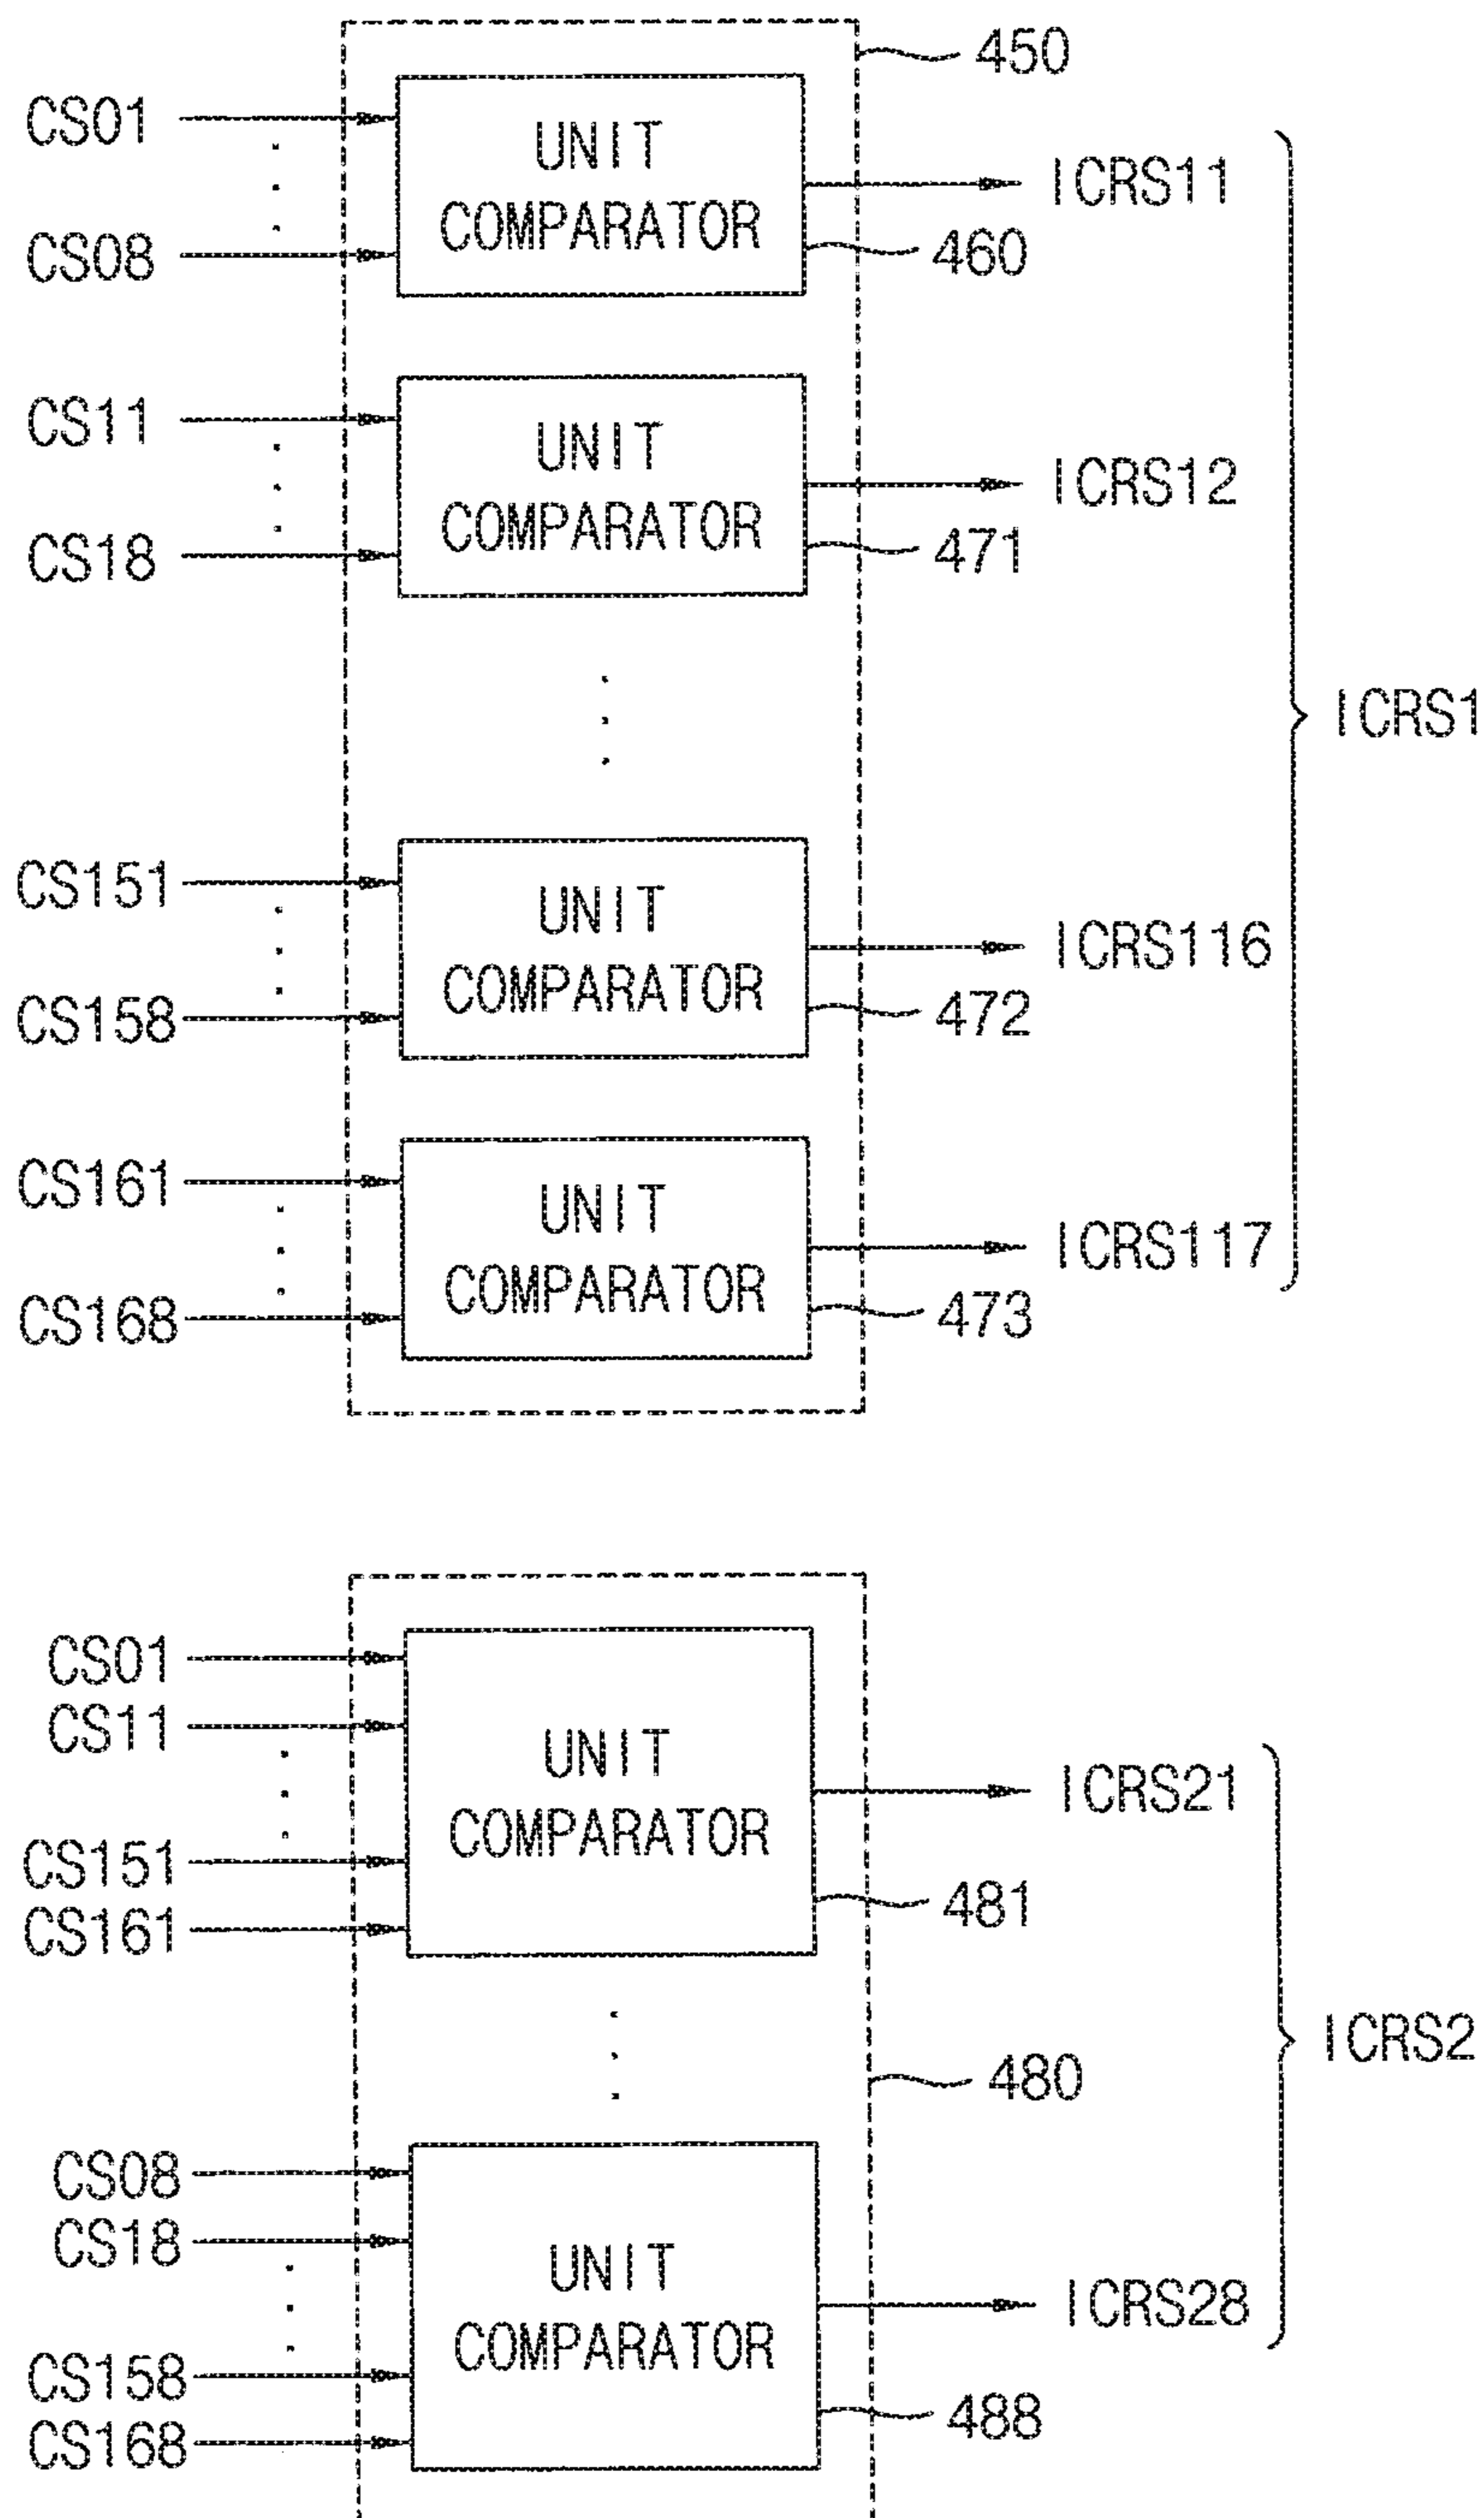 450
CS01
UNIT
COMPARATOR
ICRS11
CS08
460
CS11
UNIT
COMPARATOR
ICRS12
CS18
471
ICRS1
CS151
UNIT
COMPARATOR
ICRS116
CS158
472
CS161
UNIT
COMPARATOR
ICRS117
CS168
473
CS01
CS11
UNIT
COMPARATOR
ICRS21
CS151
CS161
481
ICRS2
480
CS08
CS18
UNIT
COMPARATOR
ICRS28
CS158
CS168
488